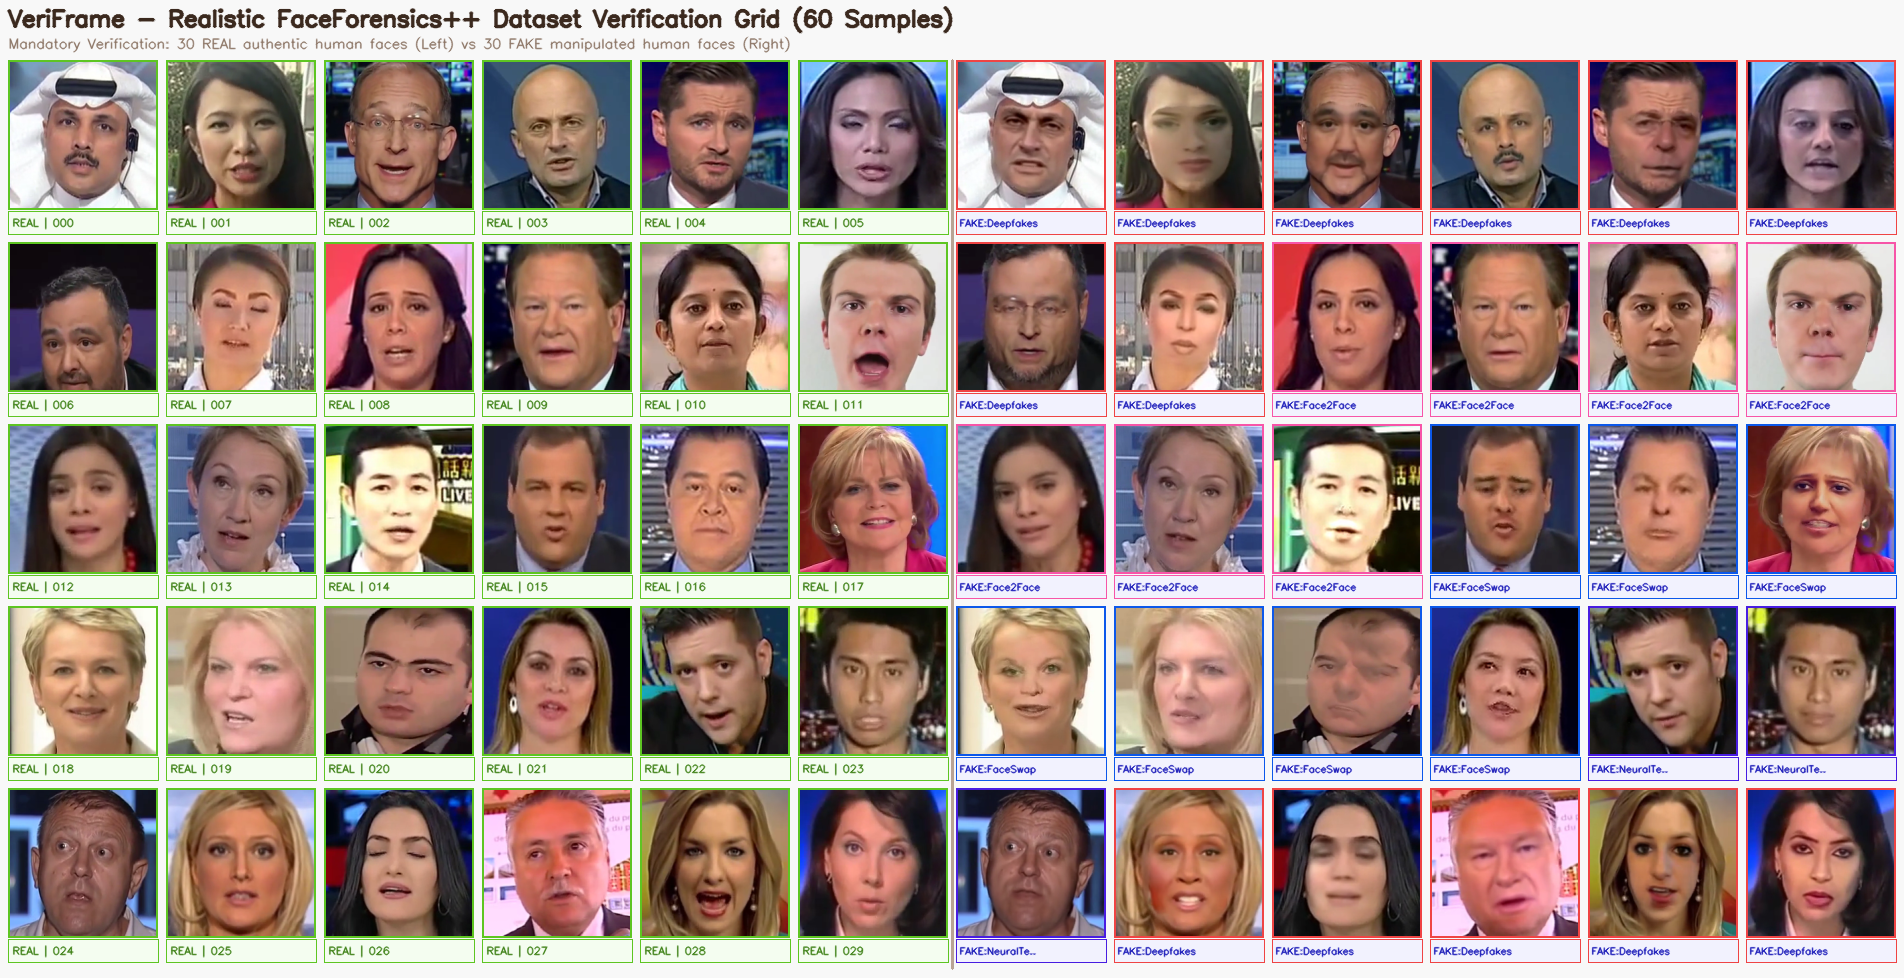 VeriFrame – Realistic FaceForensics++ Dataset Verification Grid (60 Samples)
Mandatory Verification: 30 REAL authentic human faces (Left) vs 30 FAKE manipulated human faces (Right)
REAL | 000 REAL | 001 REAL | 002 REAL | 003 REAL | 004 REAL | 005 FAKE:Deepfakes FAKE:Deepfakes FAKE:Deepfakes FAKE:Deepfakes FAKE:Deepfakes FAKE:Deepfakes
REAL | 006 REAL | 007 REAL | 008 REAL | 009 REAL | 010 REAL | 011 FAKE:Deepfakes FAKE:Deepfakes FAKE:Face2Face FAKE:Face2Face FAKE:Face2Face FAKE:Face2Face
LIVE
REAL | 012 REAL | 013 REAL | 014 REAL | 015 REAL | 016 REAL | 017 FAKE:Face2Face FAKE:Face2Face FAKE:Face2Face FAKE:FaceSwap FAKE:FaceSwap FAKE:FaceSwap
REAL | 018 REAL | 019 REAL | 020 REAL | 021 REAL | 022 REAL | 023 FAKE:FaceSwap FAKE:FaceSwap FAKE:FaceSwap FAKE:FaceSwap FAKE:NeuralTe.. FAKE:NeuralTe..
REAL | 024 REAL | 025 REAL | 026 REAL | 027 REAL | 028 REAL | 029 FAKE:NeuralTe.. FAKE:Deepfakes FAKE:Deepfakes FAKE:Deepfakes FAKE:Deepfakes FAKE:Deepfakes